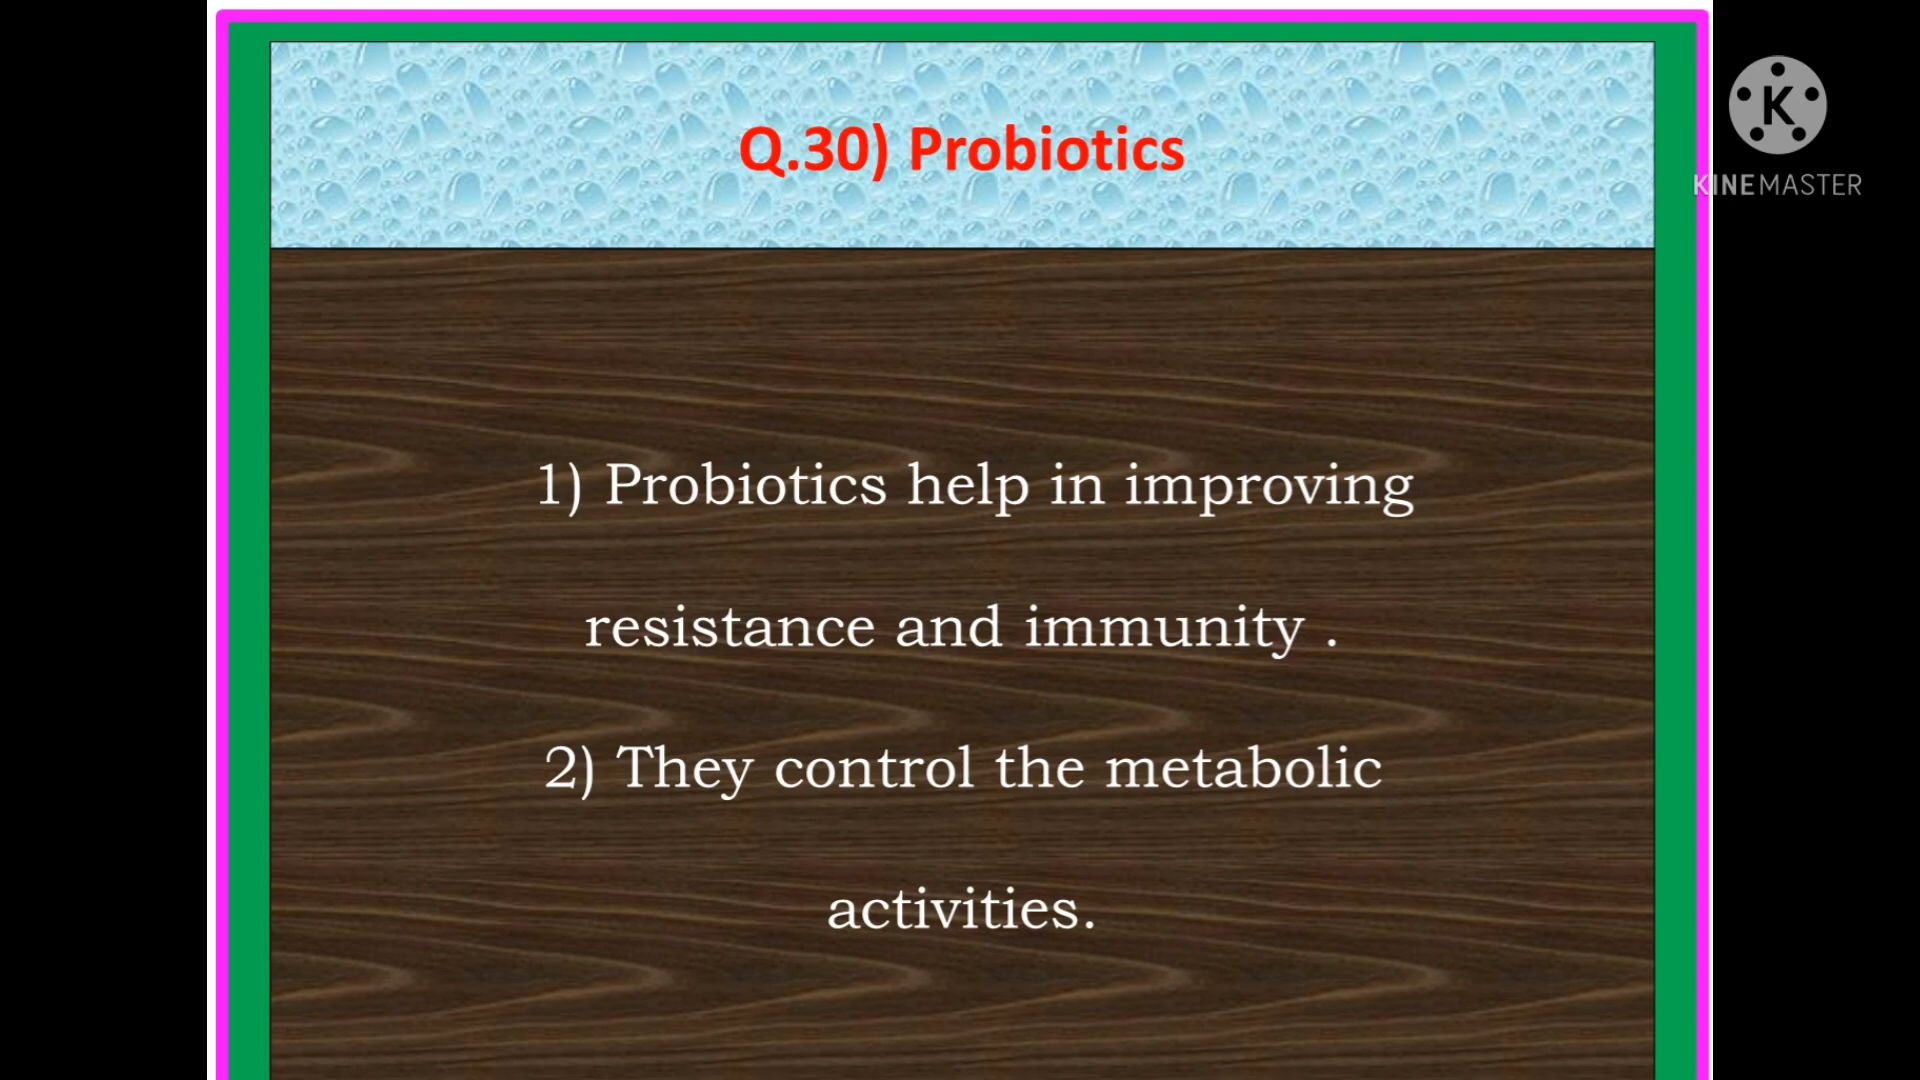 Q.30) Probiotics
K
KINEMASTER
1) Probiotics help in improving
resistance and immunity .
2) They control the metabolic
activities.